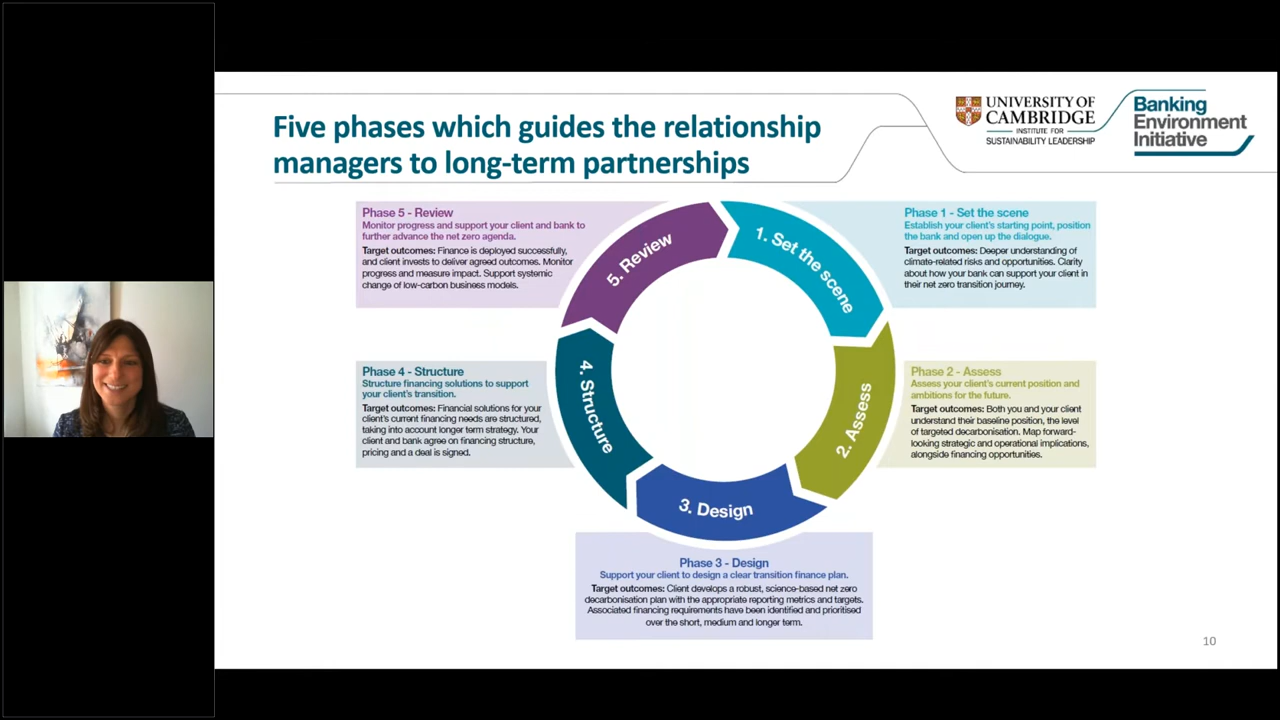 Five phases which guides the relationship
managers to long-term partnerships
UNIVERSITY OF
CAMBRIDGE
INSTITUTE FOR
SUSTAINABILITY LEADERSHIP
Banking
Environment
Initiative
Phase 5 - Review
Monitor progress and support your client and bank to
further advance the net zero agenda.
Target outcomes: Finance is deployed successfully,
and client invests to deliver agreed outcomes. Monitor
progress and measure impact. Support systemic
change of low-carbon business models.
Phase 1 - Set the scene
Establish your client's starting point, position
the bank and open up the dialogue.
Target outcomes: Deeper understanding of
climate-related risks and opportunities. Clarity
about how your bank can support your client in
their net zero transition journey.
5. Review
1. Set the scene
Phase 4 - Structure
Structure financing solutions to support
your client's transition.
Target outcomes: Financial solutions for your
client's current financing needs are structured,
taking into account longer term strategy. Your
client and bank agree on financing structure,
pricing and a deal is signed.
4. Structure
2. Assess
Phase 2 - Assess
Assess your client's current position and
ambitions for the future.
Target outcomes: Both you and your client
understand their baseline position, the level
of targeted decarbonisation. Map forward-
looking strategic and operational implications,
alongside financing opportunities.
3. Design
Phase 3 - Design
Support your client to design a clear transition finance plan.
Target outcomes: Client develops a robust, science-based net zero
decarbonisation plan with the appropriate reporting metrics and targets.
Associated financing requirements have been identified and prioritised
over the short, medium and longer term.
10